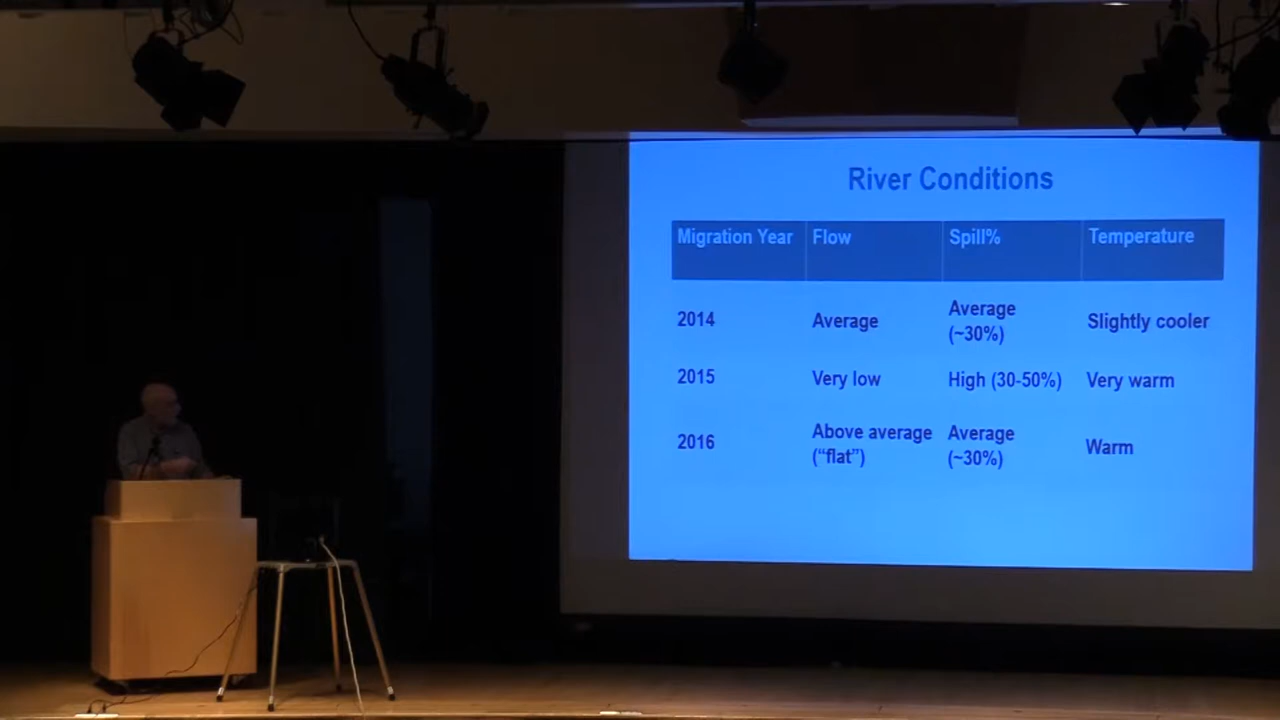 River Conditions
Migration Year Flow Spill% Temperature
2014 Average Average (~30%) Slightly cooler
2015 Very low High (30-50%) Very warm
2016 Above average (“flat”) Average (~30%) Warm